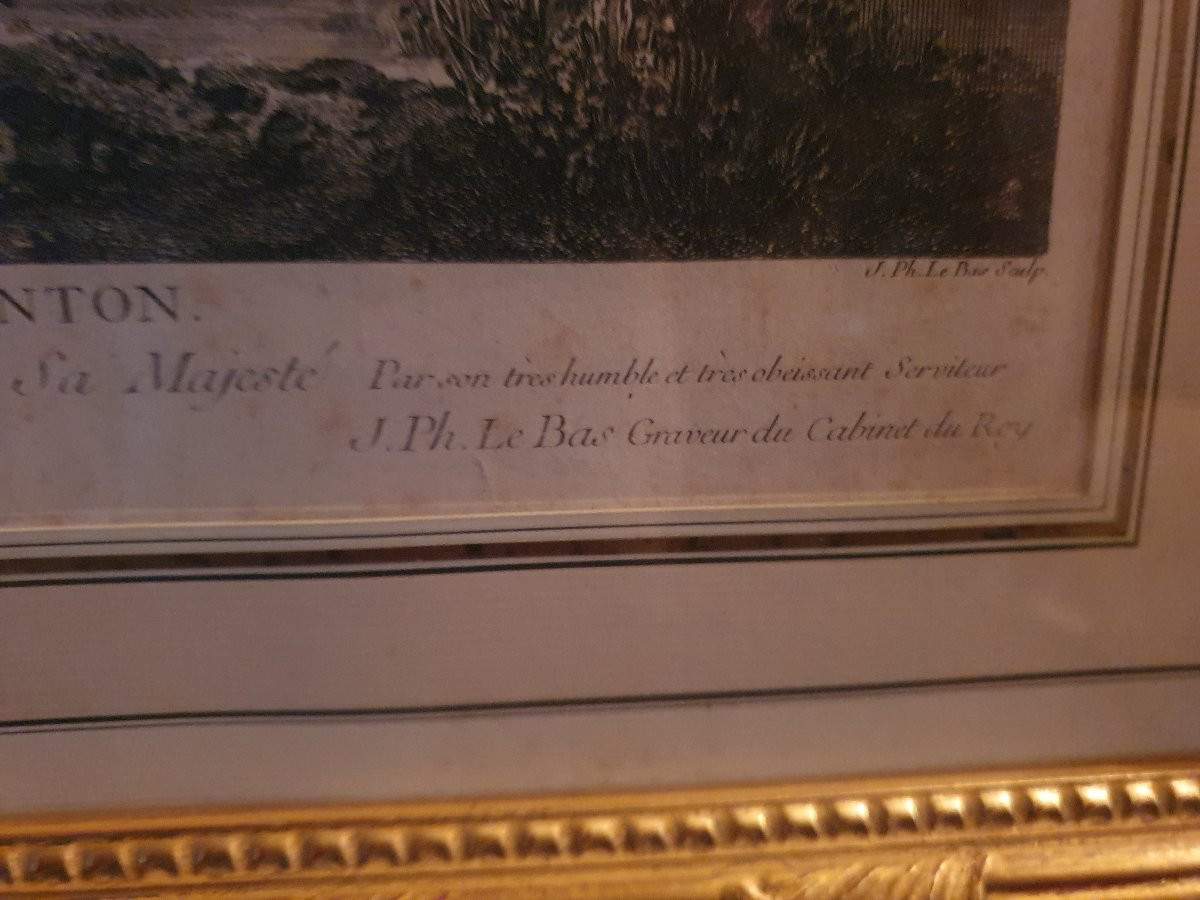 J. Ph. Le Bas Sculp.
NTON.
Sa Majesté Par son très humble et très obeissant Serviteur
J. Ph. Le Bas Graveur du Cabinet du Roy